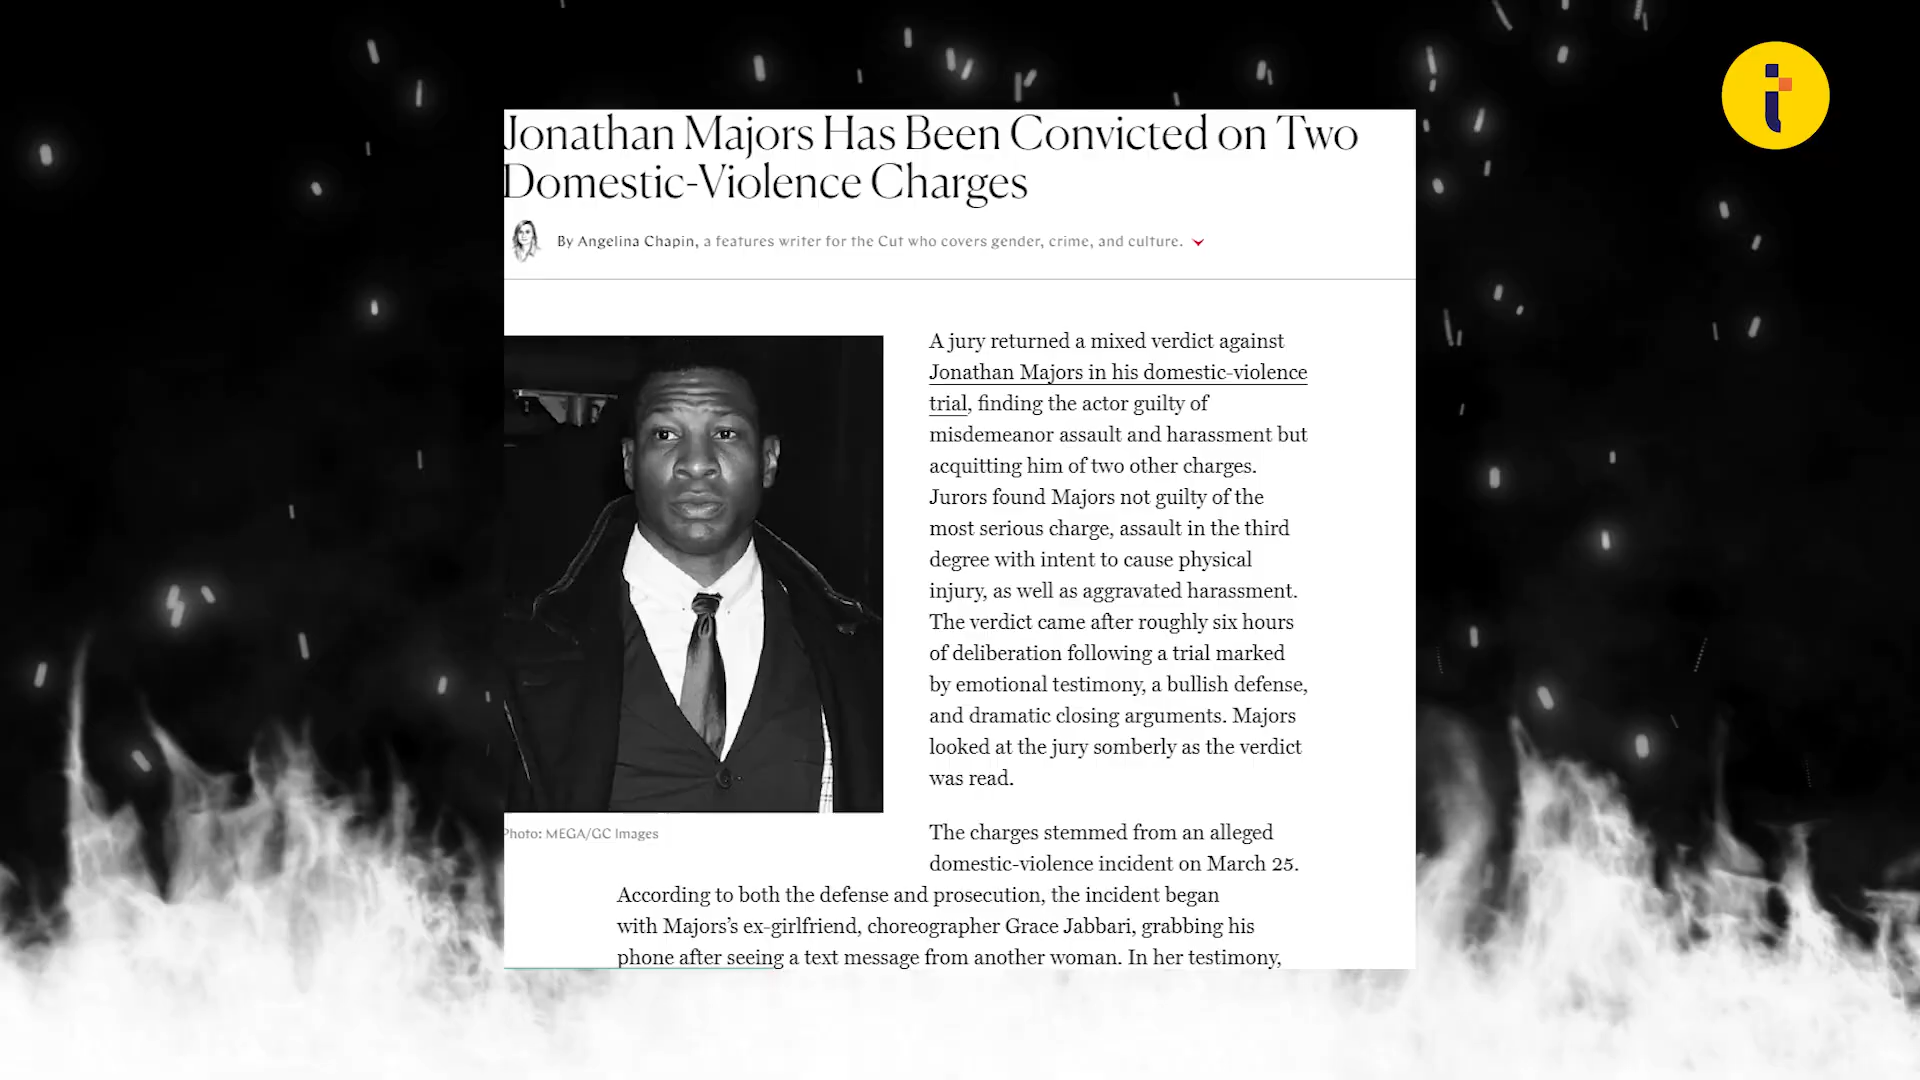 Jonathan Majors Has Been Convicted on Two
Domestic-Violence Charges
By Angelina Chapin, a features writer for the Cut who covers gender, crime, and culture.
A jury returned a mixed verdict against
Jonathan Majors in his domestic-violence
trial, finding the actor guilty of
misdemeanor assault and harassment but
acquitting him of two other charges.
Jurors found Majors not guilty of the
most serious charge, assault in the third
degree with intent to cause physical
injury, as well as aggravated harassment.
The verdict came after roughly six hours
of deliberation following a trial marked
by emotional testimony, a bullish defense,
and dramatic closing arguments. Majors
looked at the jury somberly as the verdict
was read.
Photo: MEGA/GC Images
The charges stemmed from an alleged
domestic-violence incident on March 25.
According to both the defense and prosecution, the incident began
with Majors’s ex-girlfriend, choreographer Grace Jabbari, grabbing his
phone after seeing a text message from another woman. In her testimony,